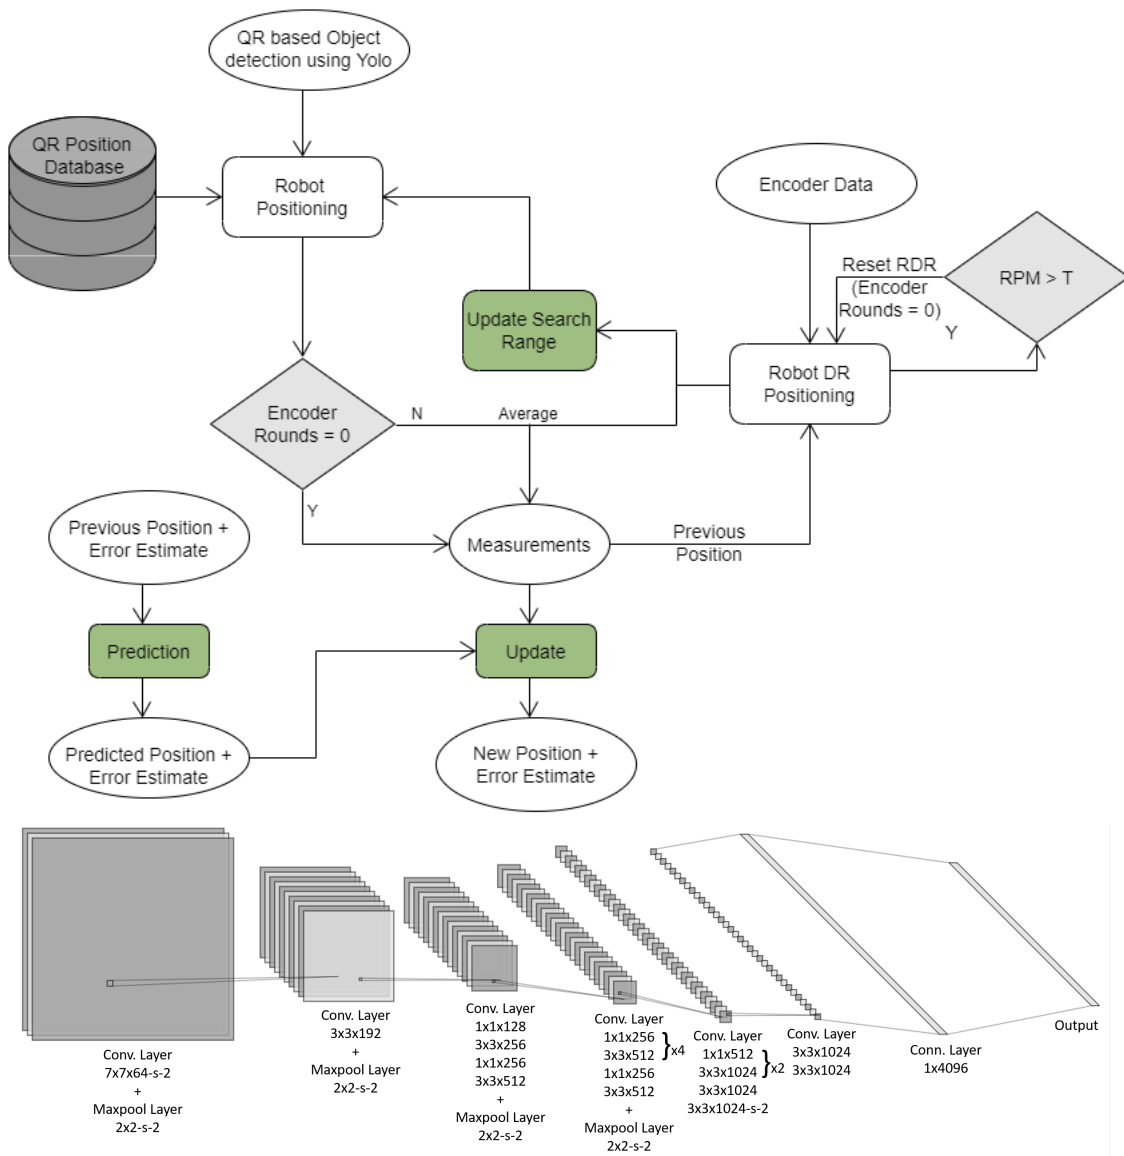 QR based Object
detection using Yolo
QR Position
Database
Robot
Positioning
Encoder Data
Reset RDR
(Encoder
Rounds = 0)
RPM > T
Y
Update Search
Range
Robot DR
Positioning
Encoder
Rounds = 0
N
Average
Y
Previous Position +
Error Estimate
Measurements
Previous
Position
Prediction
Update
Predicted Position +
Error Estimate
New Position +
Error Estimate
Conv. Layer
7x7x64-s-2
+
Maxpool Layer
2x2-s-2
Conv. Layer
3x3x192
+
Maxpool Layer
2x2-s-2
Conv. Layer
1x1x128
3x3x256
1x1x256
3x3x512
+
Maxpool Layer
2x2-s-2
Conv. Layer
1x1x256
3x3x512
}x4
1x1x256
3x3x512
+
Maxpool Layer
2x2-s-2
Conv. Layer
1x1x512
3x3x1024
}x2
3x3x1024
3x3x1024-s-2
Conv. Layer
3x3x1024
3x3x1024
Conn. Layer
1x4096
Output